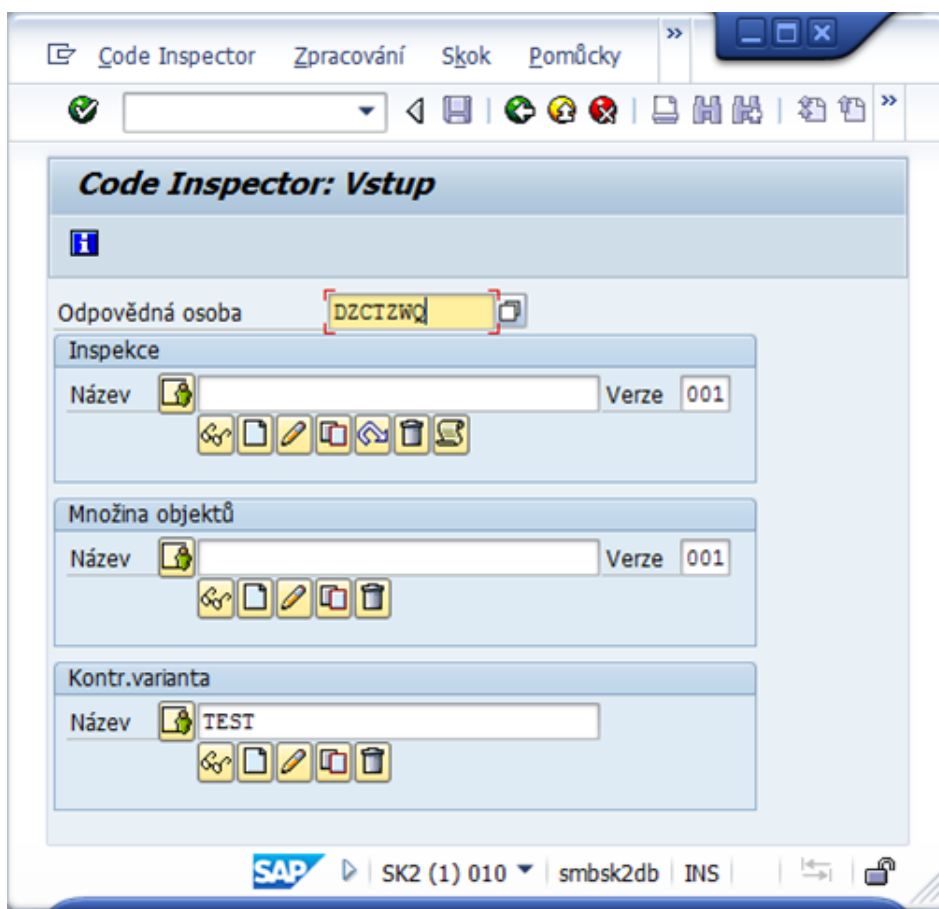 Code Inspector Zpracování Skok Pomůcky »
»
Code Inspector: Vstup
Odpovědná osoba DZCTZWQ
Inspekce
Název Verze 001
Množina objektů
Název Verze 001
Kontr.varianta
Název TEST
SAP SK2 (1) 010 smbsk2db INS